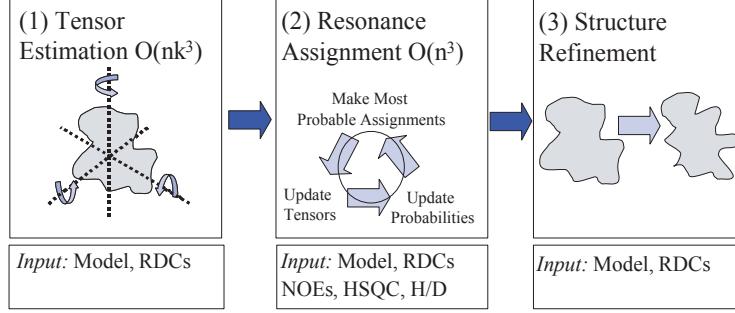 (1) Tensor
Estimation O(nk³)
Input: Model, RDCs
(2) Resonance
Assignment O(n³)
Make Most
Probable Assignments
Update
Tensors
Update
Probabilities
Input: Model, RDCs
NOEs, HSQC, H/D
(3) Structure
Refinement
Input: Model, RDCs